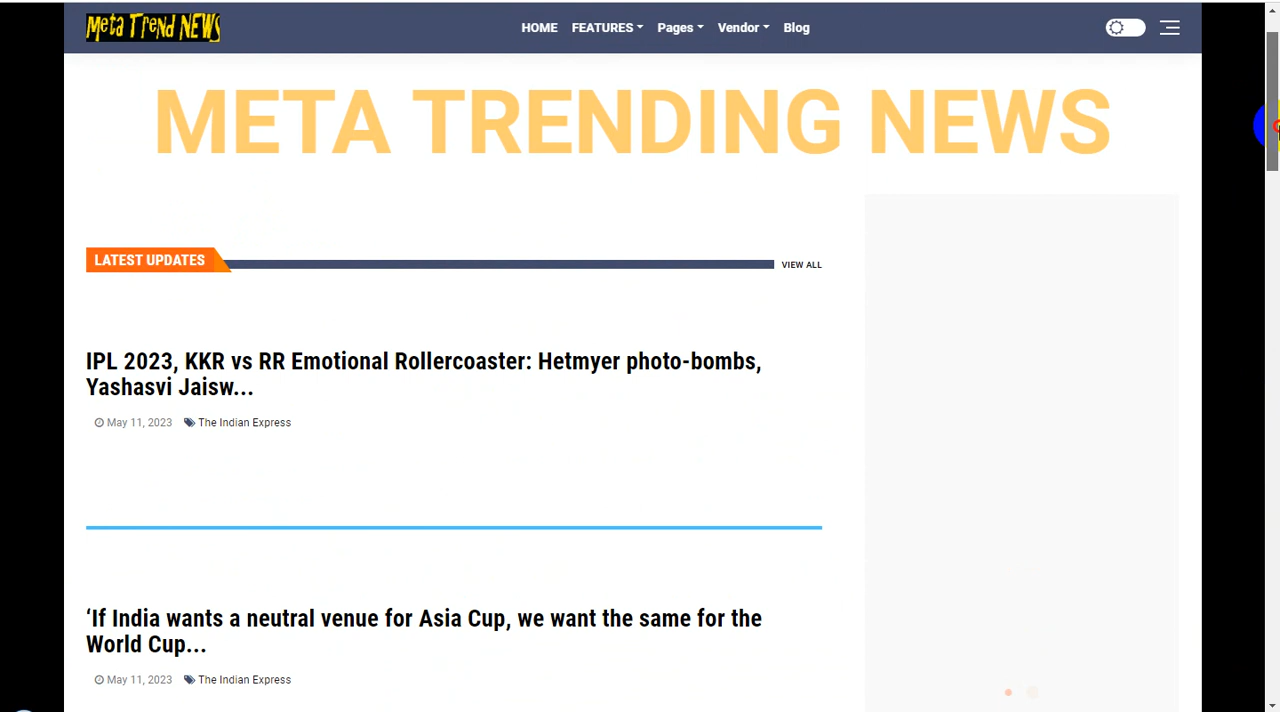 Meta Trend NEWS
HOME FEATURES Pages Vendor Blog
META TRENDING NEWS
LATEST UPDATES
VIEW ALL
IPL 2023, KKR vs RR Emotional Rollercoaster: Hetmyer photo-bombs,
Yashasvi Jaisw...
May 11, 2023 The Indian Express
‘If India wants a neutral venue for Asia Cup, we want the same for the
World Cup...
May 11, 2023 The Indian Express